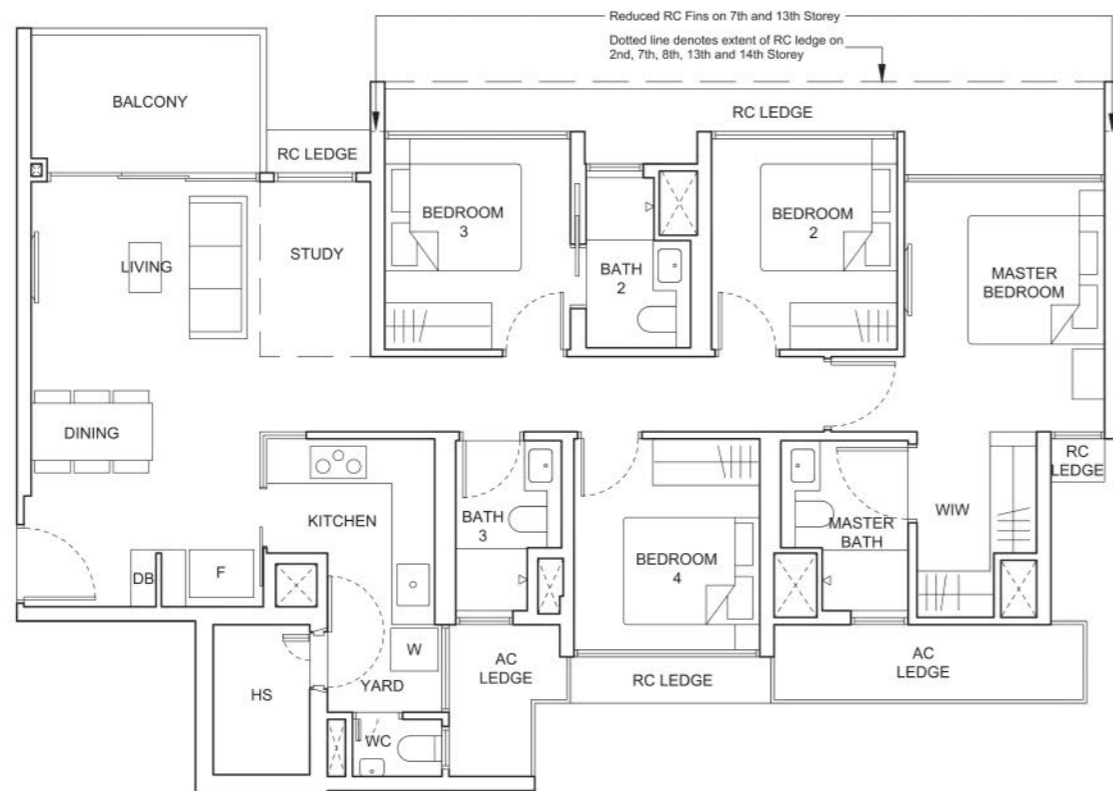 Reduced RC Fins on 7th and 13th Storey
Dotted line denotes extent of RC ledge on
2nd, 7th, 8th, 13th and 14th Storey
BALCONY
RC LEDGE
RC LEDGE
BEDROOM
3
BEDROOM
2
LIVING
STUDY
BATH
2
MASTER
BEDROOM
DINING
RC
LEDGE
KITCHEN
BATH
3
BEDROOM
4
MASTER
BATH
WIW
DB
F
W
AC
LEDGE
RC LEDGE
AC
LEDGE
HS
YARD
WC